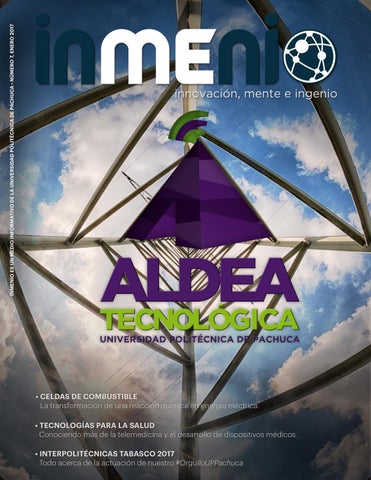 inMEnio
innovación, mente e ingenio
INMENIO ES UN MEDIO INFORMATIVO DE LA UNIVERSIDAD POLITÉCNICA DE PACHUCA • NÚMERO 2, ENERO 2017
ALDEA
TECNOLÓGICA
UNIVERSIDAD POLITÉCNICA DE PACHUCA
• CELDAS DE COMBUSTIBLE
La transformación de una reacción química en energía eléctrica.
• TECNOLOGÍAS PARA LA SALUD
Conociendo más de la telemedicina y el desarrollo de dispositivos médicos.
• INTERPOLITÉCNICAS TABASCO 2017
Todo acerca de la actuación de nuestro #OrgulloUPPachuca